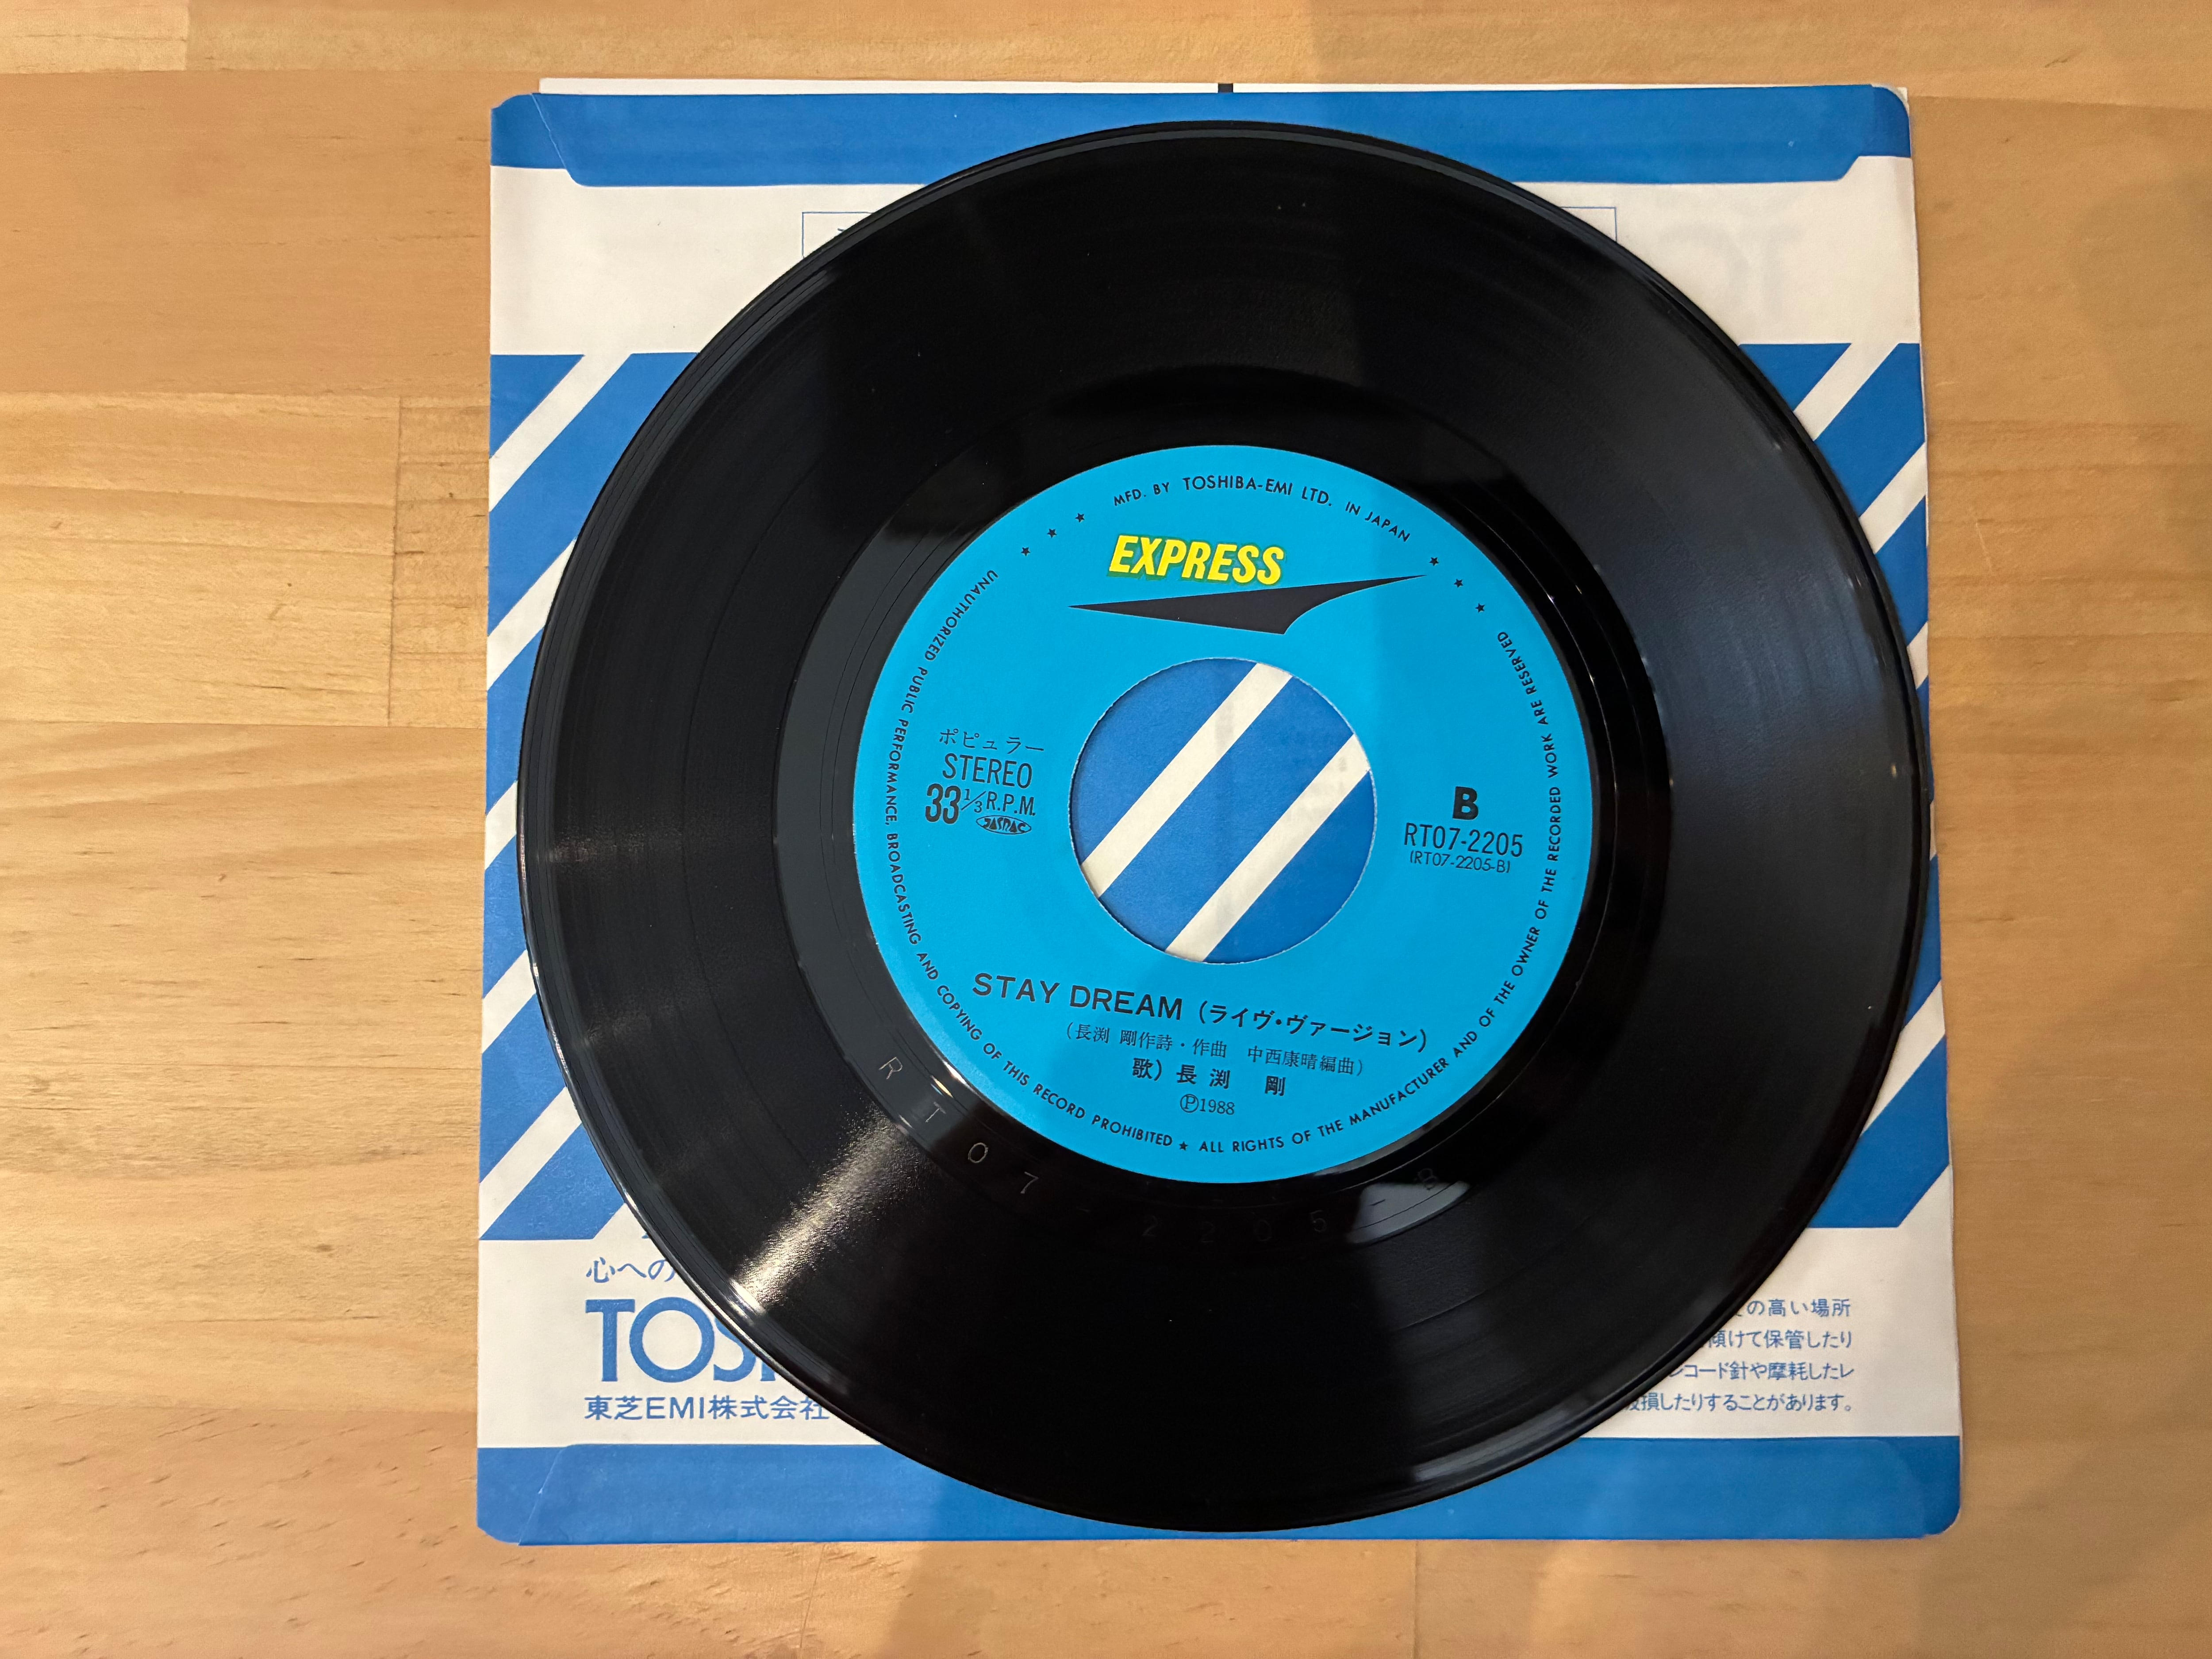 MFD. BY TOSHIBA-EMI LTD. IN JAPAN
EXPRESS
ポピュラー
STEREO
33 1/3 R.P.M.
JASRAC
B
RT07-2205
(RT07-2205-B)
STAY DREAM (ライヴ・ヴァージョン)
(長渕 剛作詩・作曲 中西康晴編曲)
歌) 長渕 剛
Ⓟ1988
UNAUTHORIZED PUBLIC PERFORMANCE, BROADCASTING AND COPYING OF THIS RECORD PROHIBITED ★ ALL RIGHTS OF THE MANUFACTURER AND OF THE OWNER OF THE RECORDED WORK ARE RESERVED
RT07-2205-B
心への
TOS
東芝EMI株式会社
の高い場所
傾けて保管したり
コード針や摩耗したレ
損したりすることがあります。